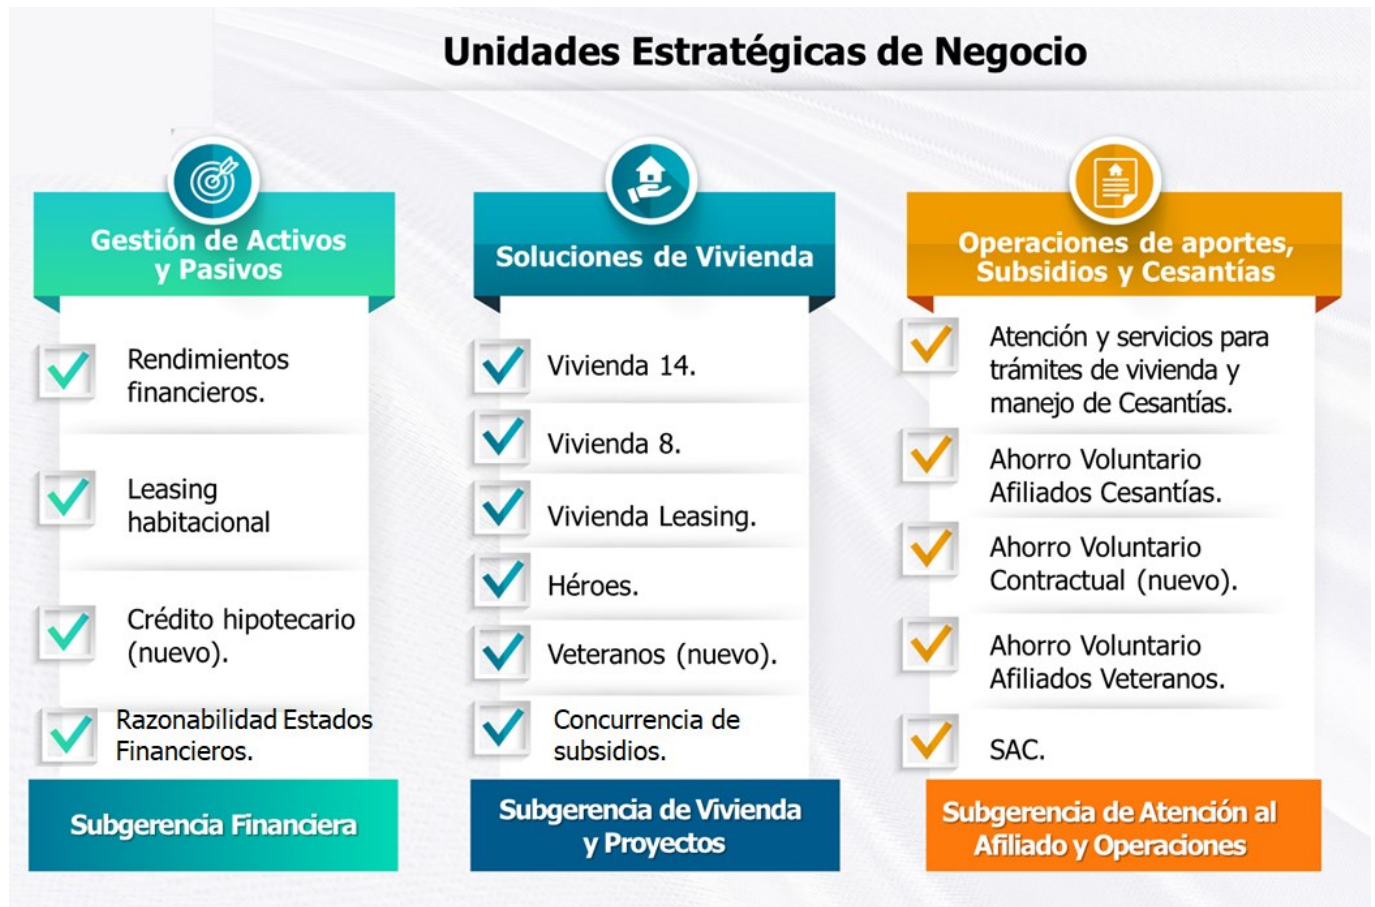 Unidades Estratégicas de Negocio
Gestión de Activos
y Pasivos
Rendimientos
financieros.
Leasing
habitacional
Crédito hipotecario
(nuevo).
Razonabilidad Estados
Financieros.
Subgerencia Financiera
Soluciones de Vivienda
Vivienda 14.
Vivienda 8.
Vivienda Leasing.
Héroes.
Veteranos (nuevo).
Concurrencia de
subsidios.
Subgerencia de Vivienda
y Proyectos
Operaciones de aportes,
Subsidios y Cesantías
Atención y servicios para
trámites de vivienda y
manejo de Cesantías.
Ahorro Voluntario
Afiliados Cesantías.
Ahorro Voluntario
Contractual (nuevo).
Ahorro Voluntario
Afiliados Veteranos.
SAC.
Subgerencia de Atención al
Afiliado y Operaciones